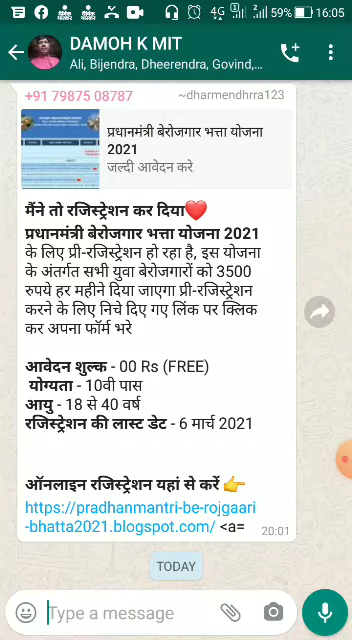 4G 59% 16:05
DAMOH K MIT
Ali, Bijendra, Dheerendra, Govind,...
+91 79875 08787 ~dharmendhrra123
प्रधानमंत्री बेरोजगार भत्ता योजना
2021
जल्दी आवेदन करे
मैंने तो रजिस्ट्रेशन कर दिया❤️
प्रधानमंत्री बेरोजगार भत्ता योजना 2021
के लिए प्री-रजिस्ट्रेशन हो रहा है, इस योजना
के अंतर्गत सभी युवा बेरोजगारों को 3500
रुपये हर महीने दिया जाएगा प्री-रजिस्ट्रेशन
करने के लिए निचे दिए गए लिंक पर क्लिक
कर अपना फॉर्म भरे
आवेदन शुल्क - 00 Rs (FREE)
योग्यता - 10वी पास
आयु - 18 से 40 वर्ष
रजिस्ट्रेशन की लास्ट डेट - 6 मार्च 2021
ऑनलाइन रजिस्ट्रेशन यहां से करें 👉
https://pradhanmantri-be-rojgaari
-bhatta2021.blogspot.com/ <a=
20:01
TODAY
Type a message